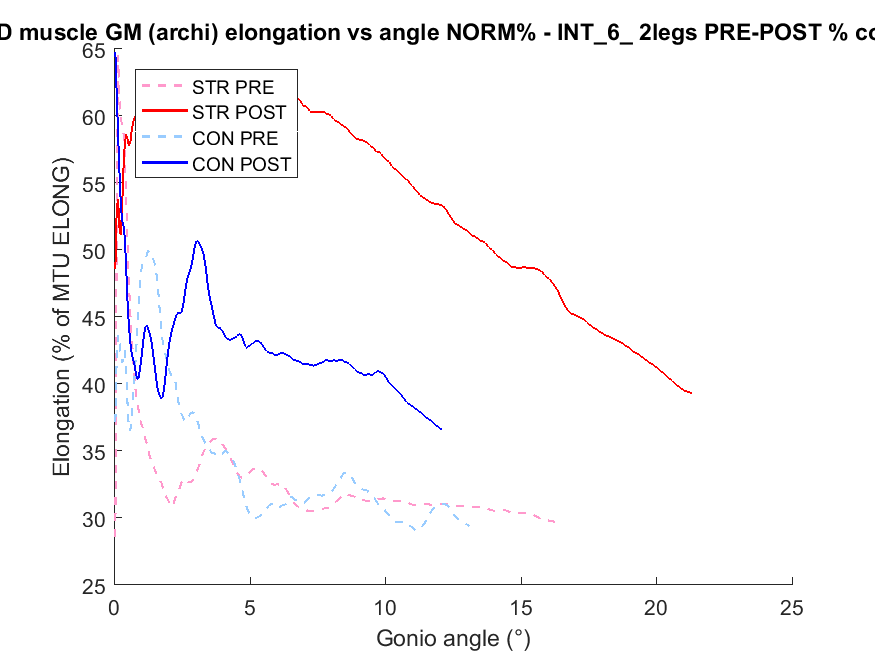 D muscle GM (archi) elongation vs angle NORM% - INT_6_ 2legs PRE-POST % co
65
60
55
50
45
40
35
30
25
Elongation (% of MTU ELONG)
STR PRE
STR POST
CON PRE
CON POST
0 5 10 15 20 25
Gonio angle (°)